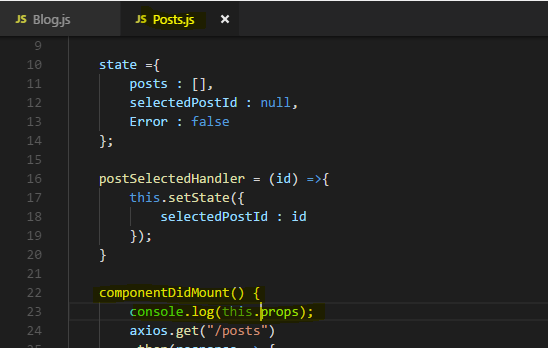 JS Blog.js JS Posts.js ×
9
10 state ={
11 posts : [],
12 selectedPostId : null,
13 Error : false
14 };
15
16 postSelectedHandler = (id) =>{
17 this.setState({
18 selectedPostId : id
19 });
20 }
21
22 componentDidMount() {
23 console.log(this.props);
24 axios.get("/posts")
.then(response => {